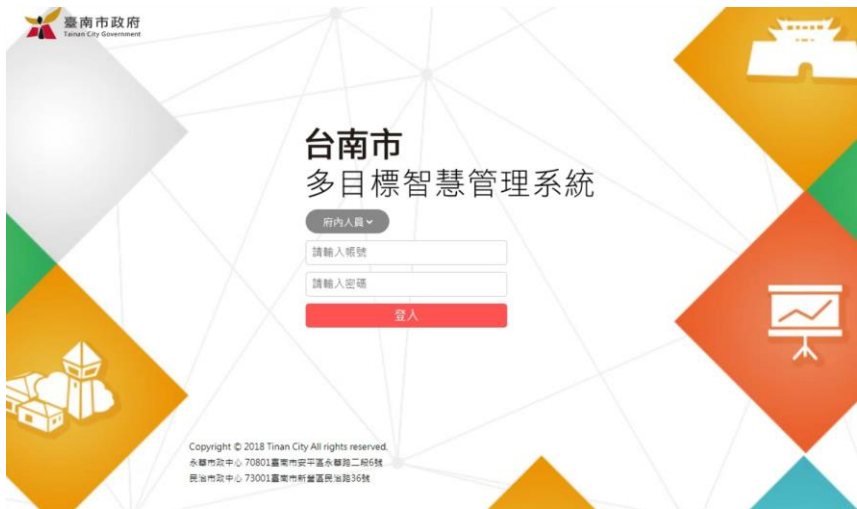 臺南市政府
Tainan City Government
台南市
多目標智慧管理系統
府內人員
請輸入帳號
請輸入密碼
登入
Copyright © 2018 Tinan City All rights reserved.
永華市政中心 70801臺南市安平區永華路二段6號
民治市政中心 73001臺南市新營區民治路36號